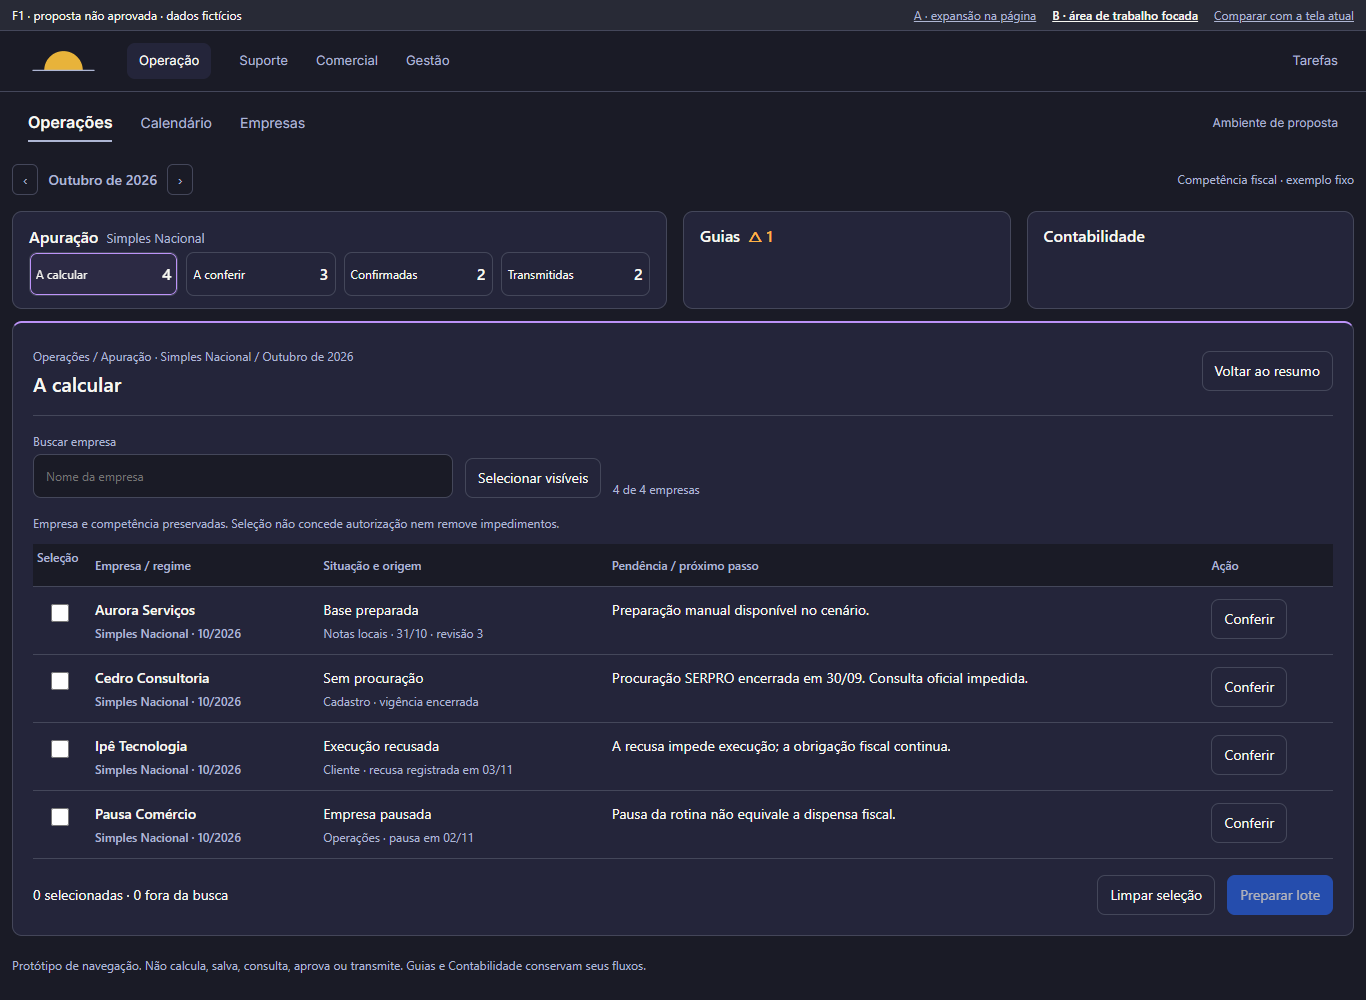 F1 · proposta não aprovada · dados fictícios
A · expansão na página B · área de trabalho focada Comparar com a tela atual
Operação Suporte Comercial Gestão Tarefas
Operações Calendário Empresas Ambiente de proposta
‹ Outubro de 2026 › Competência fiscal · exemplo fixo
Apuração Simples Nacional
A calcular 4 A conferir 3 Confirmadas 2 Transmitidas 2
Guias △ 1
Contabilidade
Operações / Apuração · Simples Nacional / Outubro de 2026
A calcular
Voltar ao resumo
Buscar empresa
Nome da empresa Selecionar visíveis 4 de 4 empresas
Empresa e competência preservadas. Seleção não concede autorização nem remove impedimentos.
Seleção Empresa / regime Situação e origem Pendência / próximo passo Ação
Aurora Serviços Base preparada Preparação manual disponível no cenário. Conferir
Simples Nacional · 10/2026 Notas locais · 31/10 · revisão 3
Cedro Consultoria Sem procuração Procuração SERPRO encerrada em 30/09. Consulta oficial impedida. Conferir
Simples Nacional · 10/2026 Cadastro · vigência encerrada
Ipê Tecnologia Execução recusada A recusa impede execução; a obrigação fiscal continua. Conferir
Simples Nacional · 10/2026 Cliente · recusa registrada em 03/11
Pausa Comércio Empresa pausada Pausa da rotina não equivale a dispensa fiscal. Conferir
Simples Nacional · 10/2026 Operações · pausa em 02/11
0 selecionadas · 0 fora da busca Limpar seleção Preparar lote
Protótipo de navegação. Não calcula, salva, consulta, aprova ou transmite. Guias e Contabilidade conservam seus fluxos.